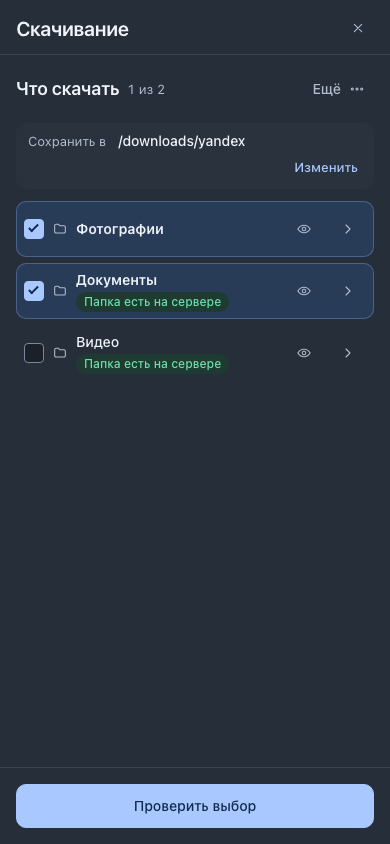 Скачивание
Что скачать 1 из 2 Ещё
Сохранить в /downloads/yandex
Изменить
Фотографии
Документы
Папка есть на сервере
Видео
Папка есть на сервере
Проверить выбор